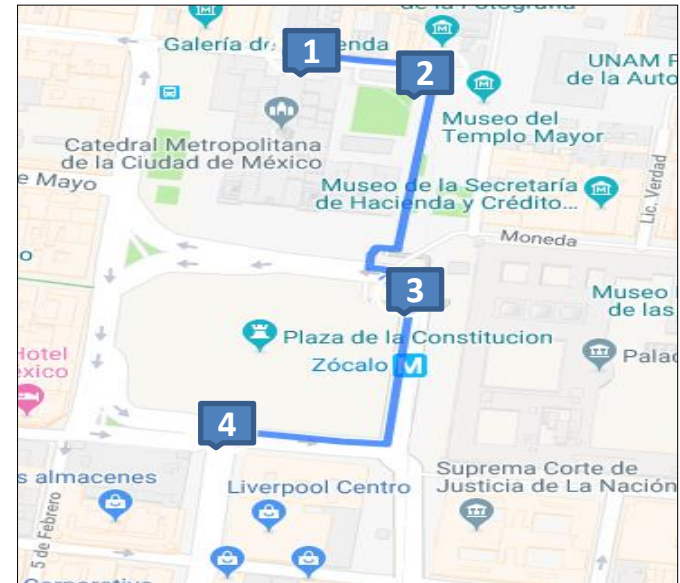 de la Fotografía
Galería de
enda
1
2
UNAM
de la Auto
Museo del
Templo Mayor
Catedral Metropolitana
de la Ciudad de México
e Mayo
Museo de la Secretaría
de Hacienda y Crédito...
Lic. Verdad
Moneda
o
3
Museo
de las
Plaza de la Constitucion
Zócalo M
Palac
Hotel
éxico
4
s almacenes
Liverpool Centro
Suprema Corte de
Justicia de La Nación
5 de Febrero
Corporativo